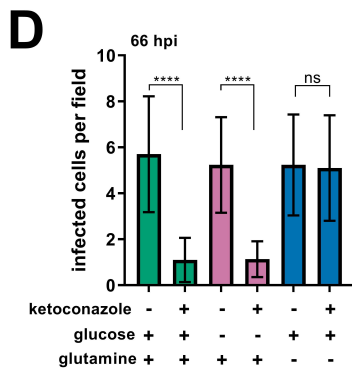 D
66 hpi
infected cells per field
10
8
6
4
2
0
**** **** ns
ketoconazole - + - + - +
glucose + + - - + +
glutamine + + + + - -